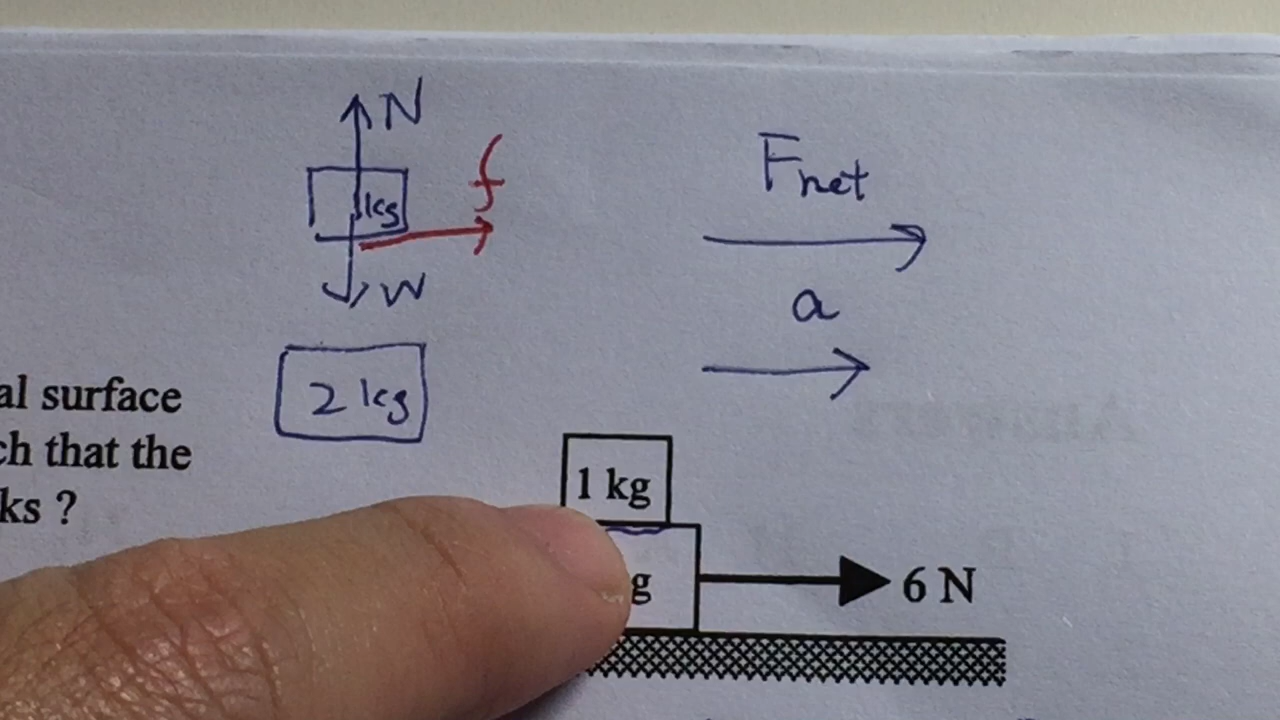 N
f
1kg
W
2 kg
Fnet
a
al surface
ch that the
ks ?
1 kg
g
6 N